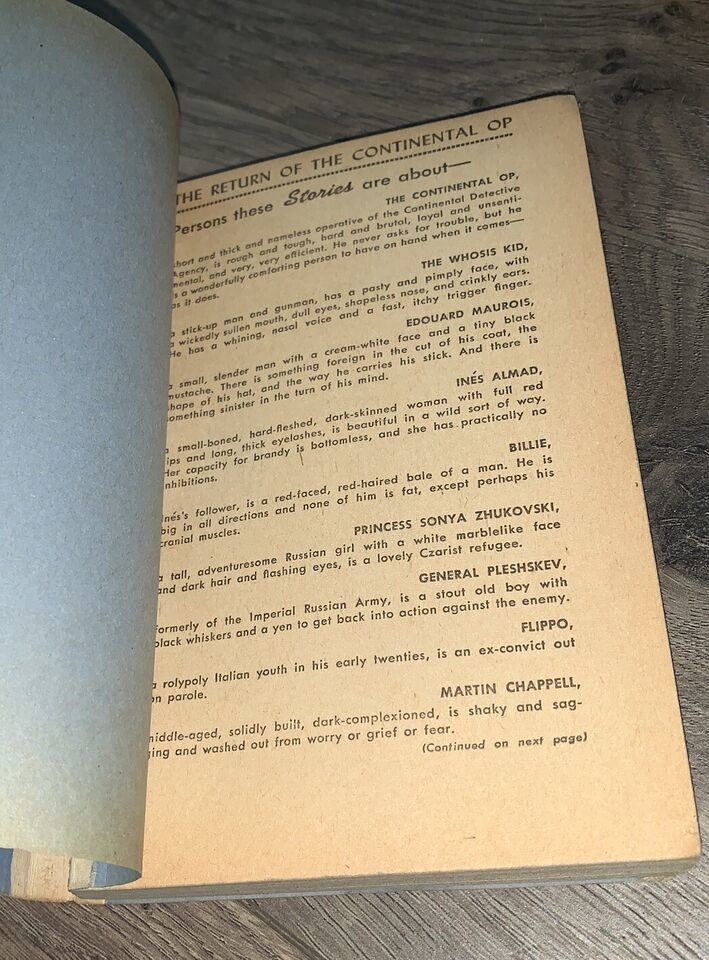 THE RETURN OF THE CONTINENTAL OP
Persons these Stories are about—
THE CONTINENTAL OP,
short and thick and nameless operative of the Continental Detective
Agency, is rough and tough, hard and brutal, loyal and unsenti-
mental, and very, very efficient. He never asks for trouble, but he
is a wonderfully comforting person to have on hand when it comes—
as it does.
THE WHOSIS KID,
a stick-up man and gunman, has a pasty and pimply face, with
a wickedly sullen mouth, dull eyes, shapeless nose, and crinkly ears.
He has a whining, nasal voice and a fast, itchy trigger finger.
EDOUARD MAUROIS,
a small, slender man with a cream-white face and a tiny black
mustache. There is something foreign in the cut of his coat, the
shape of his hat, and the way he carries his stick. And there is
something sinister in the turn of his mind.
INÉS ALMAD,
a small-boned, hard-fleshed, dark-skinned woman with full red
lips and long, thick eyelashes, is beautiful in a wild sort of way.
Her capacity for brandy is bottomless, and she has practically no
inhibitions.
BILLIE,
Inés's follower, is a red-faced, red-haired bale of a man. He is
big in all directions and none of him is fat, except perhaps his
cranial muscles.
PRINCESS SONYA ZHUKOVSKI,
a tall, adventuresome Russian girl with a white marblelike face
and dark hair and flashing eyes, is a lovely Czarist refugee.
GENERAL PLESHSKEV,
formerly of the Imperial Russian Army, is a stout old boy with
black whiskers and a yen to get back into action against the enemy.
FLIPPO,
a rolypoly Italian youth in his early twenties, is an ex-convict out
on parole.
MARTIN CHAPPELL,
middle-aged, solidly built, dark-complexioned, is shaky and sag-
ging and washed out from worry or grief or fear.
(Continued on next page)